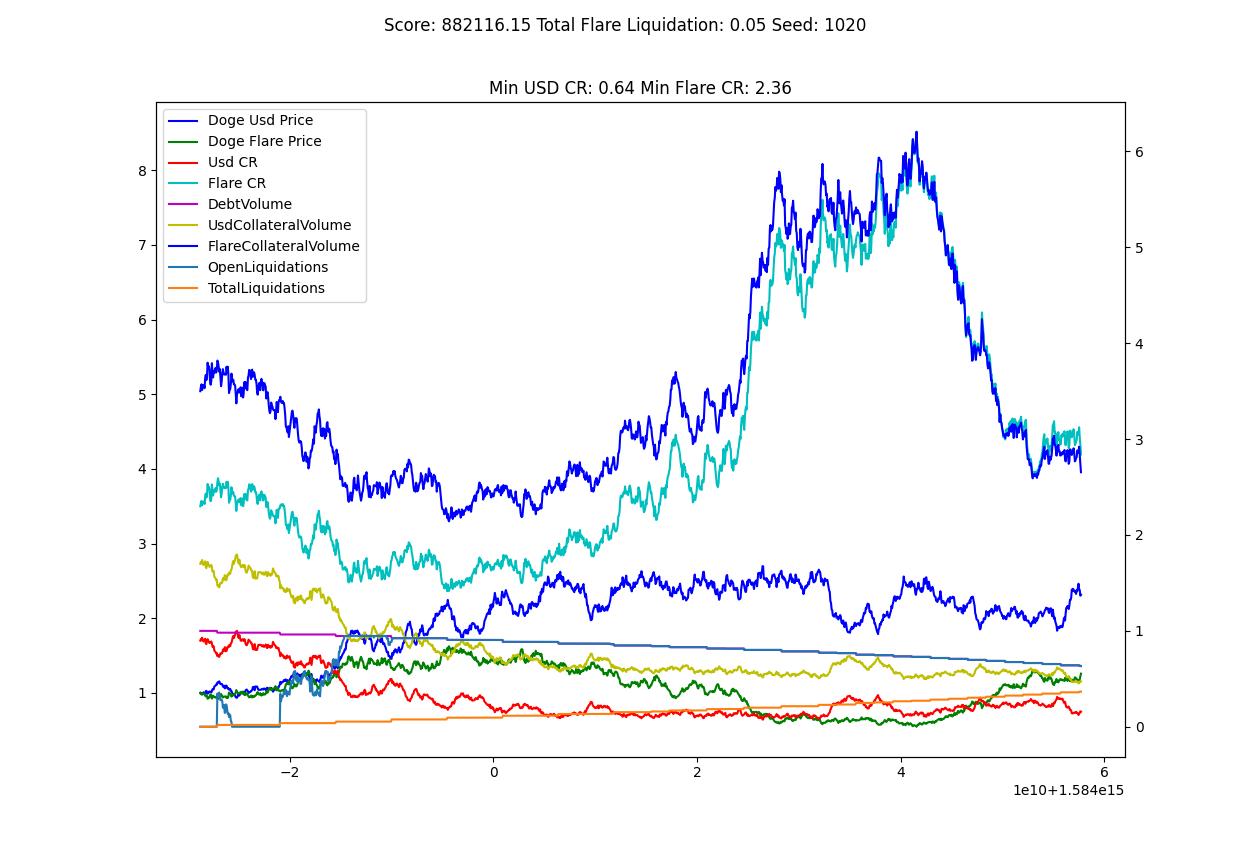 Score: 882116.15 Total Flare Liquidation: 0.05 Seed: 1020
Min USD CR: 0.64 Min Flare CR: 2.36
Doge Usd Price
Doge Flare Price
Usd CR
Flare CR
DebtVolume
UsdCollateralVolume
FlareCollateralVolume
OpenLiquidations
TotalLiquidations
8
7
6
5
4
3
2
1
6
5
4
3
2
1
0
−2 0 2 4 6
1e10+1.584e15